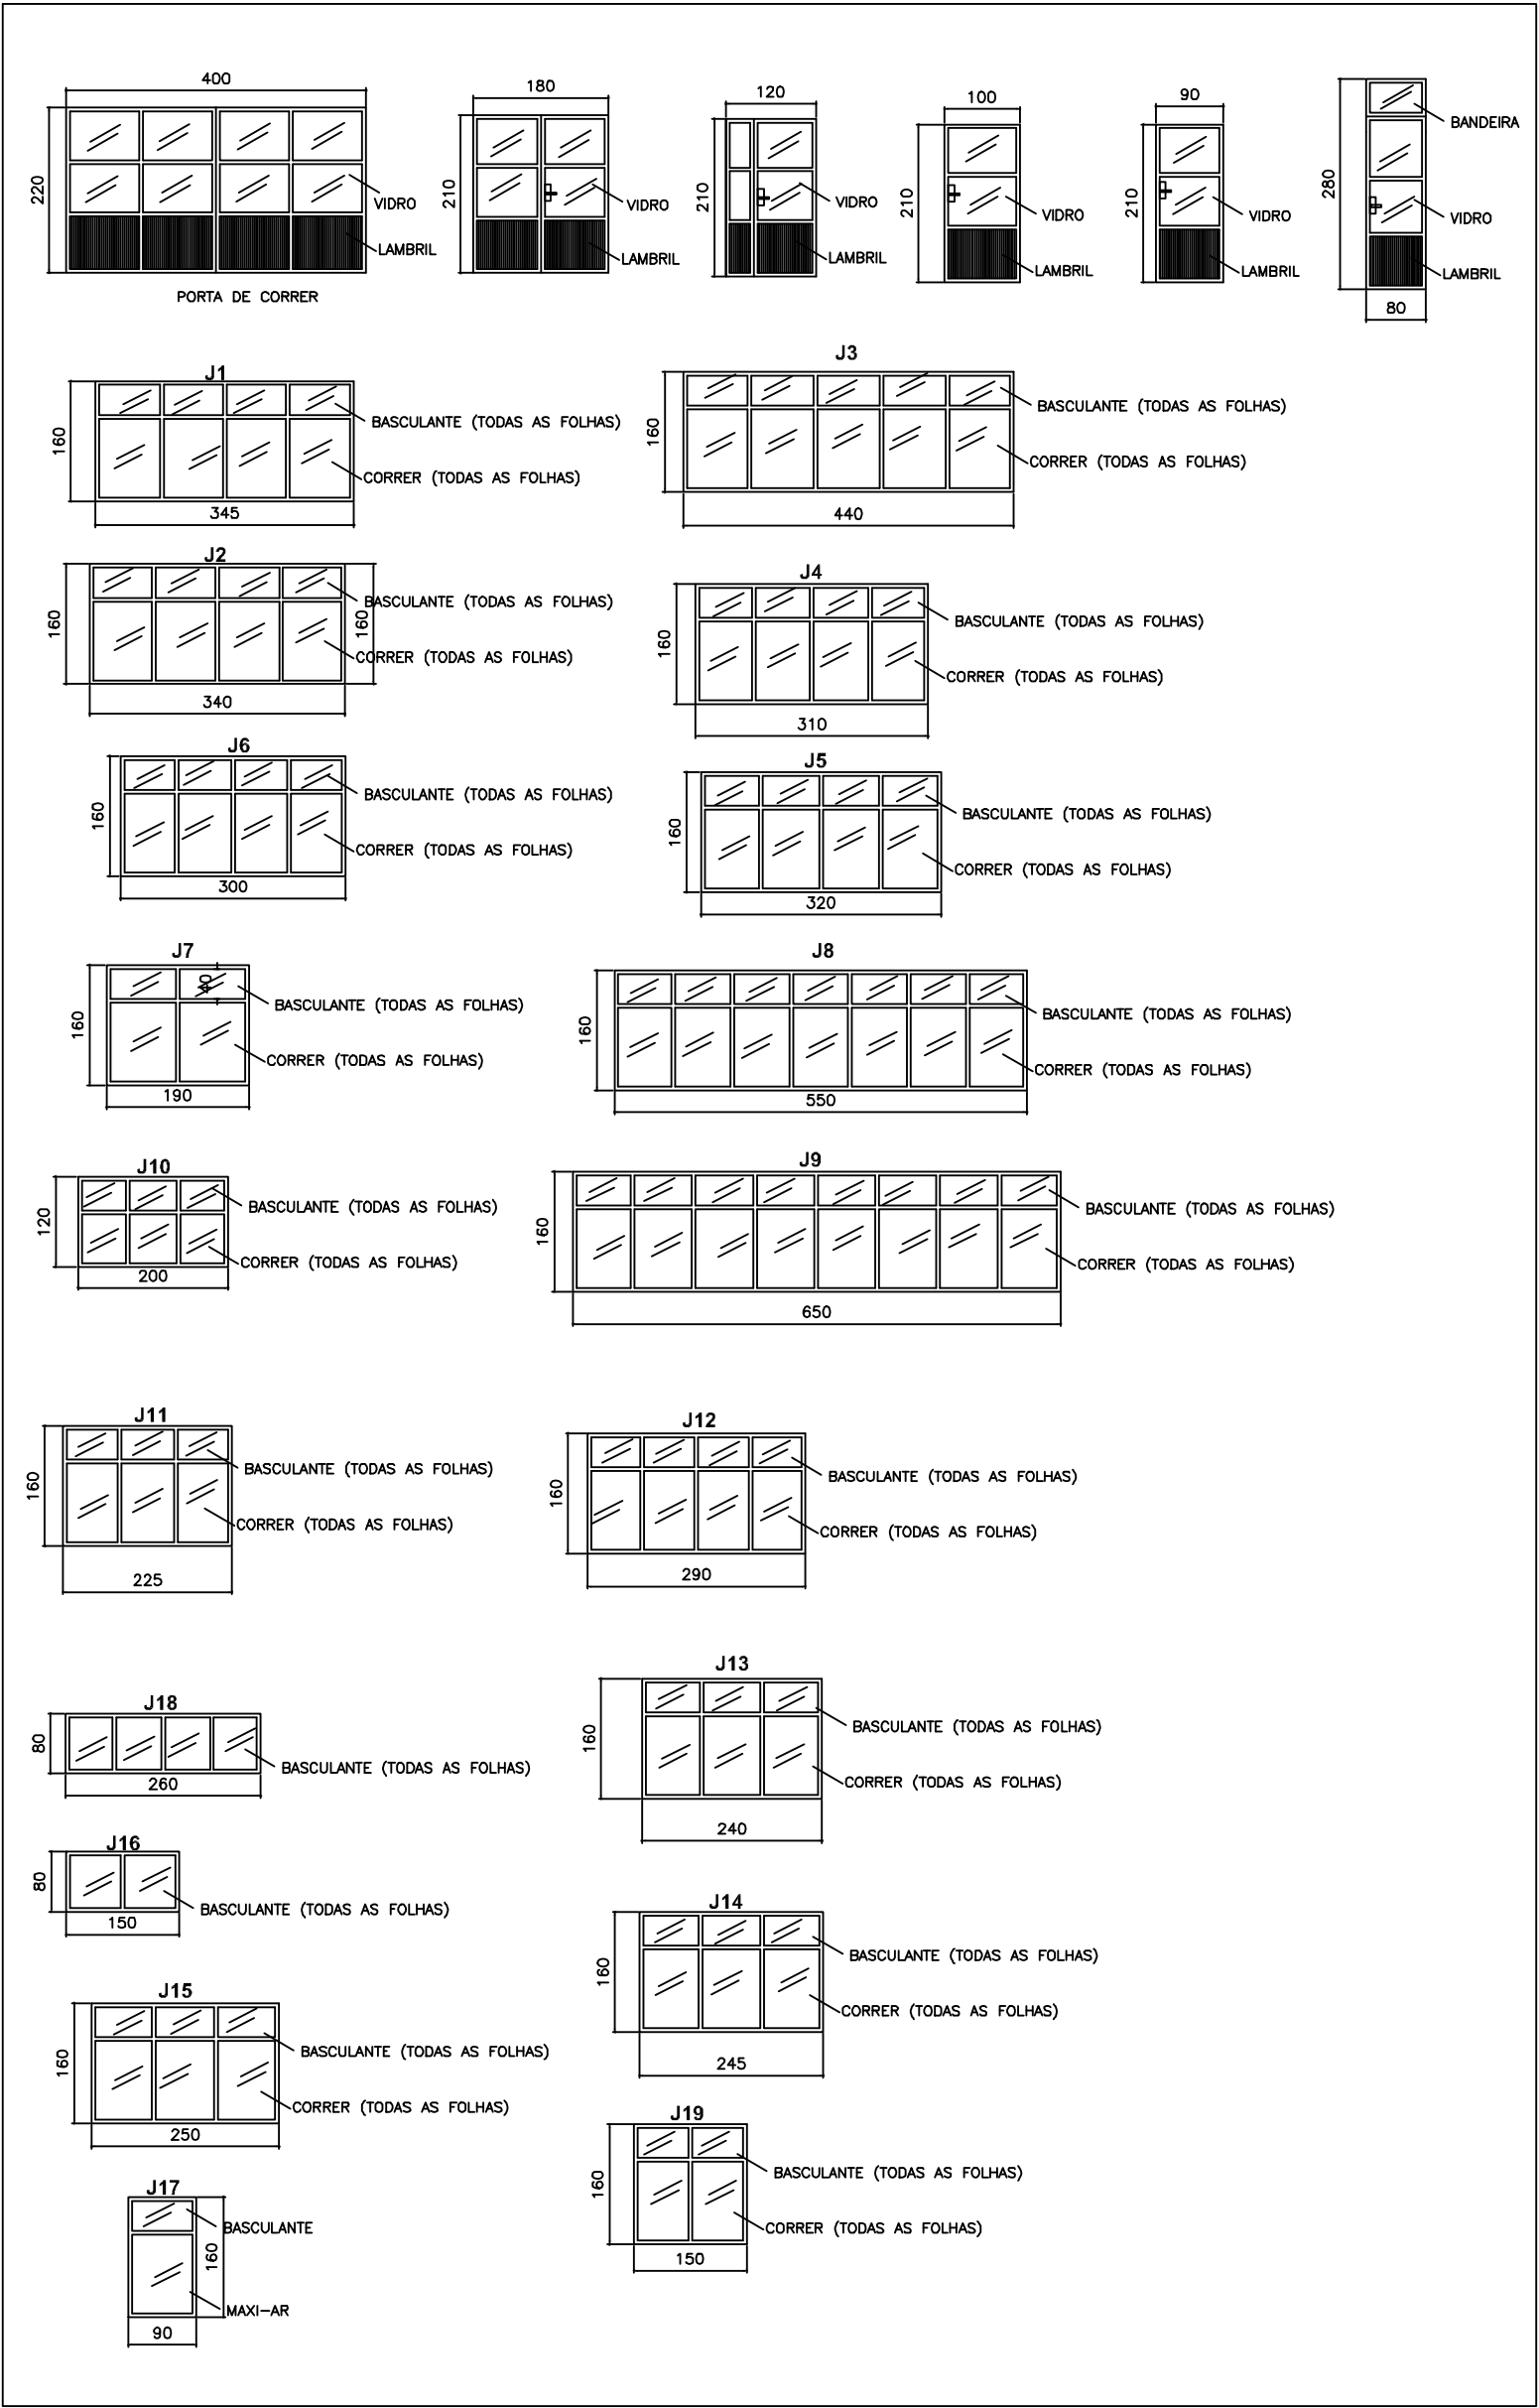 400
220
VIDRO
LAMBRIL
PORTA DE CORRER
180
210
VIDRO
LAMBRIL
120
210
VIDRO
LAMBRIL
100
210
VIDRO
LAMBRIL
90
210
VIDRO
LAMBRIL
280
BANDEIRA
VIDRO
LAMBRIL
80
J1
160
BASCULANTE (TODAS AS FOLHAS)
CORRER (TODAS AS FOLHAS)
345
J3
160
BASCULANTE (TODAS AS FOLHAS)
CORRER (TODAS AS FOLHAS)
440
J2
160
160
BASCULANTE (TODAS AS FOLHAS)
CORRER (TODAS AS FOLHAS)
340
J4
160
BASCULANTE (TODAS AS FOLHAS)
CORRER (TODAS AS FOLHAS)
310
J6
160
BASCULANTE (TODAS AS FOLHAS)
CORRER (TODAS AS FOLHAS)
300
J5
160
BASCULANTE (TODAS AS FOLHAS)
CORRER (TODAS AS FOLHAS)
320
J7
40
160
BASCULANTE (TODAS AS FOLHAS)
CORRER (TODAS AS FOLHAS)
190
J8
160
BASCULANTE (TODAS AS FOLHAS)
CORRER (TODAS AS FOLHAS)
550
J10
120
BASCULANTE (TODAS AS FOLHAS)
CORRER (TODAS AS FOLHAS)
200
J9
160
BASCULANTE (TODAS AS FOLHAS)
CORRER (TODAS AS FOLHAS)
650
J11
160
BASCULANTE (TODAS AS FOLHAS)
CORRER (TODAS AS FOLHAS)
225
J12
160
BASCULANTE (TODAS AS FOLHAS)
CORRER (TODAS AS FOLHAS)
290
J18
80
BASCULANTE (TODAS AS FOLHAS)
260
J13
160
BASCULANTE (TODAS AS FOLHAS)
CORRER (TODAS AS FOLHAS)
240
J16
80
BASCULANTE (TODAS AS FOLHAS)
150
J14
160
BASCULANTE (TODAS AS FOLHAS)
CORRER (TODAS AS FOLHAS)
245
J15
160
BASCULANTE (TODAS AS FOLHAS)
CORRER (TODAS AS FOLHAS)
250
J19
160
BASCULANTE (TODAS AS FOLHAS)
CORRER (TODAS AS FOLHAS)
150
J17
BASCULANTE
160
MAXI-AR
90